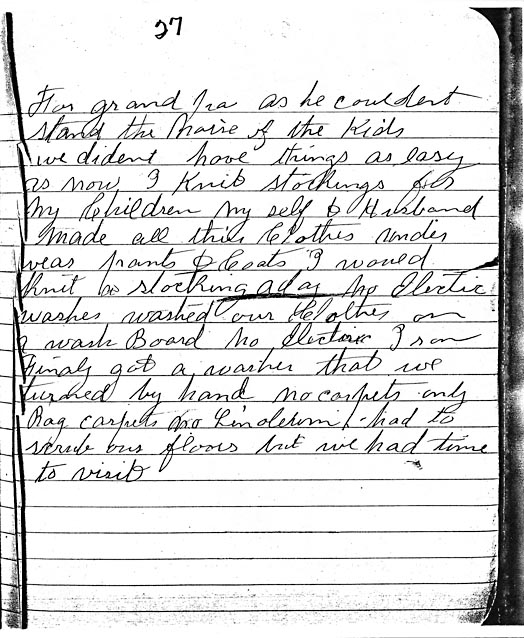 27
For grand pa as he couldent
stand the Noise of the Kids
we dident have things as easy
as now I Knit stockings for
My Children my self & Husband
Made all thier Clothes under
wear pants & Coats I would
Knit a stocking a day No Electric
washes washed our Clothes on
a wash Board No Electric Iron
Finaly got a washer that we
turned by hand no carpets only
Rag carpets no Linoleum, had to
scrub our floors but we had time
to visit